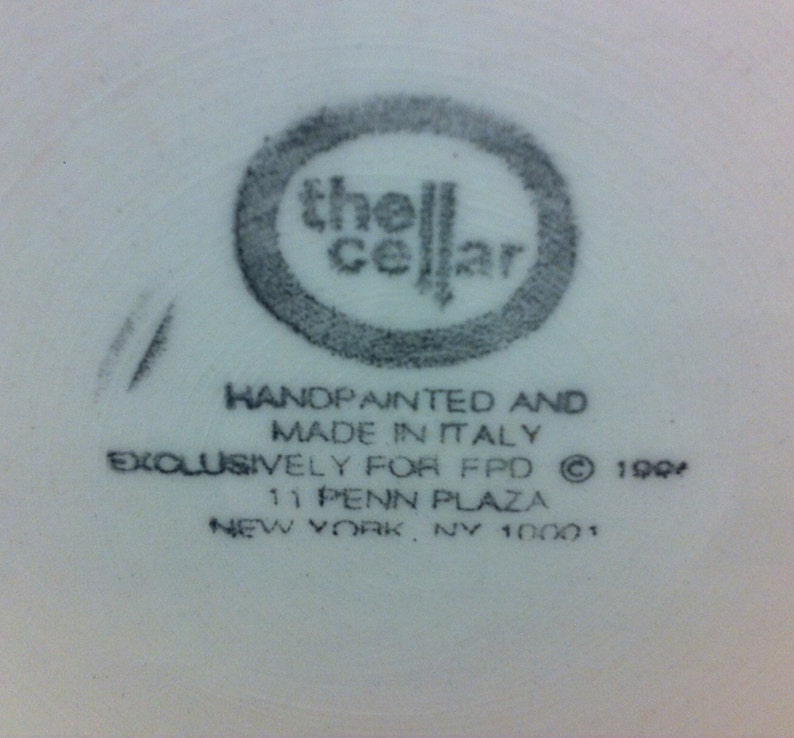 the
cellar
HANDPAINTED AND
MADE IN ITALY
EXCLUSIVELY FOR FPD ©
11 PENN PLAZA
NEW YORK, NY 10001